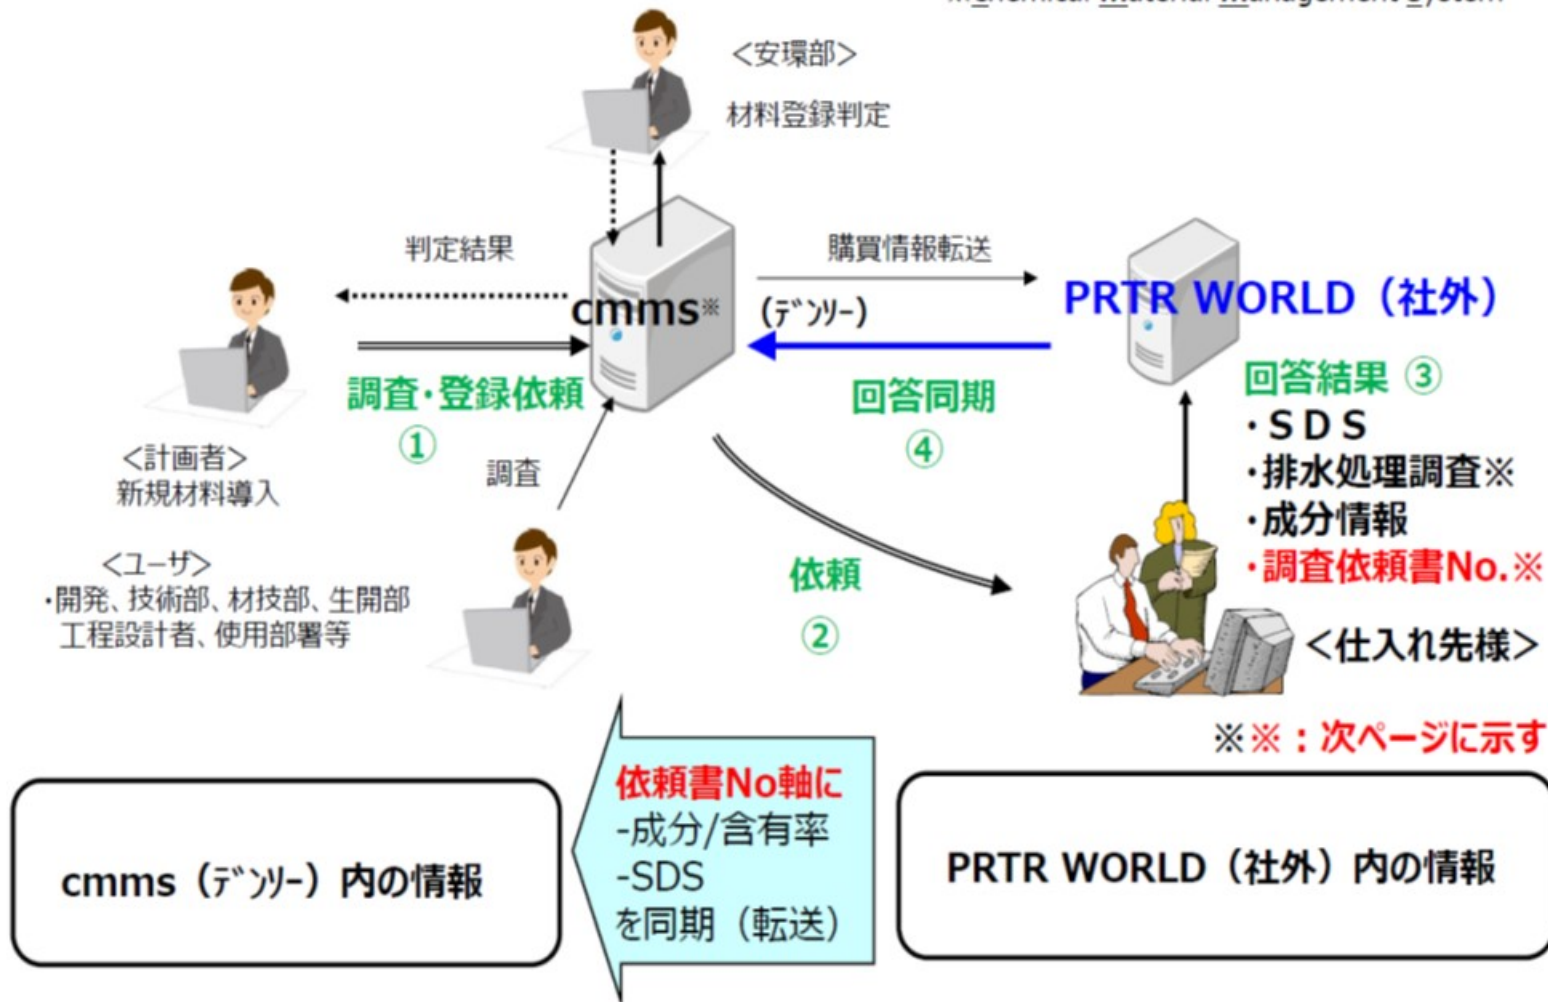 <安環部>
材料登録判定
判定結果
購買情報転送
cmms※
(ﾃﾞﾝｿｰ)
PRTR WORLD（社外）
調査･登録依頼
①
回答同期
④
回答結果 ③
・ＳＤＳ
・排水処理調査※
・成分情報
・調査依頼書No.※
<計画者>
新規材料導入
調査
<ユーザ>
・開発、技術部、材技部、生開部
工程設計者、使用部署等
依頼
②
<仕入れ先様>
※※：次ページに示す
cmms（ﾃﾞﾝｿｰ）内の情報
依頼書No軸に
-成分/含有率
-SDS
を同期（転送）
PRTR WORLD（社外）内の情報